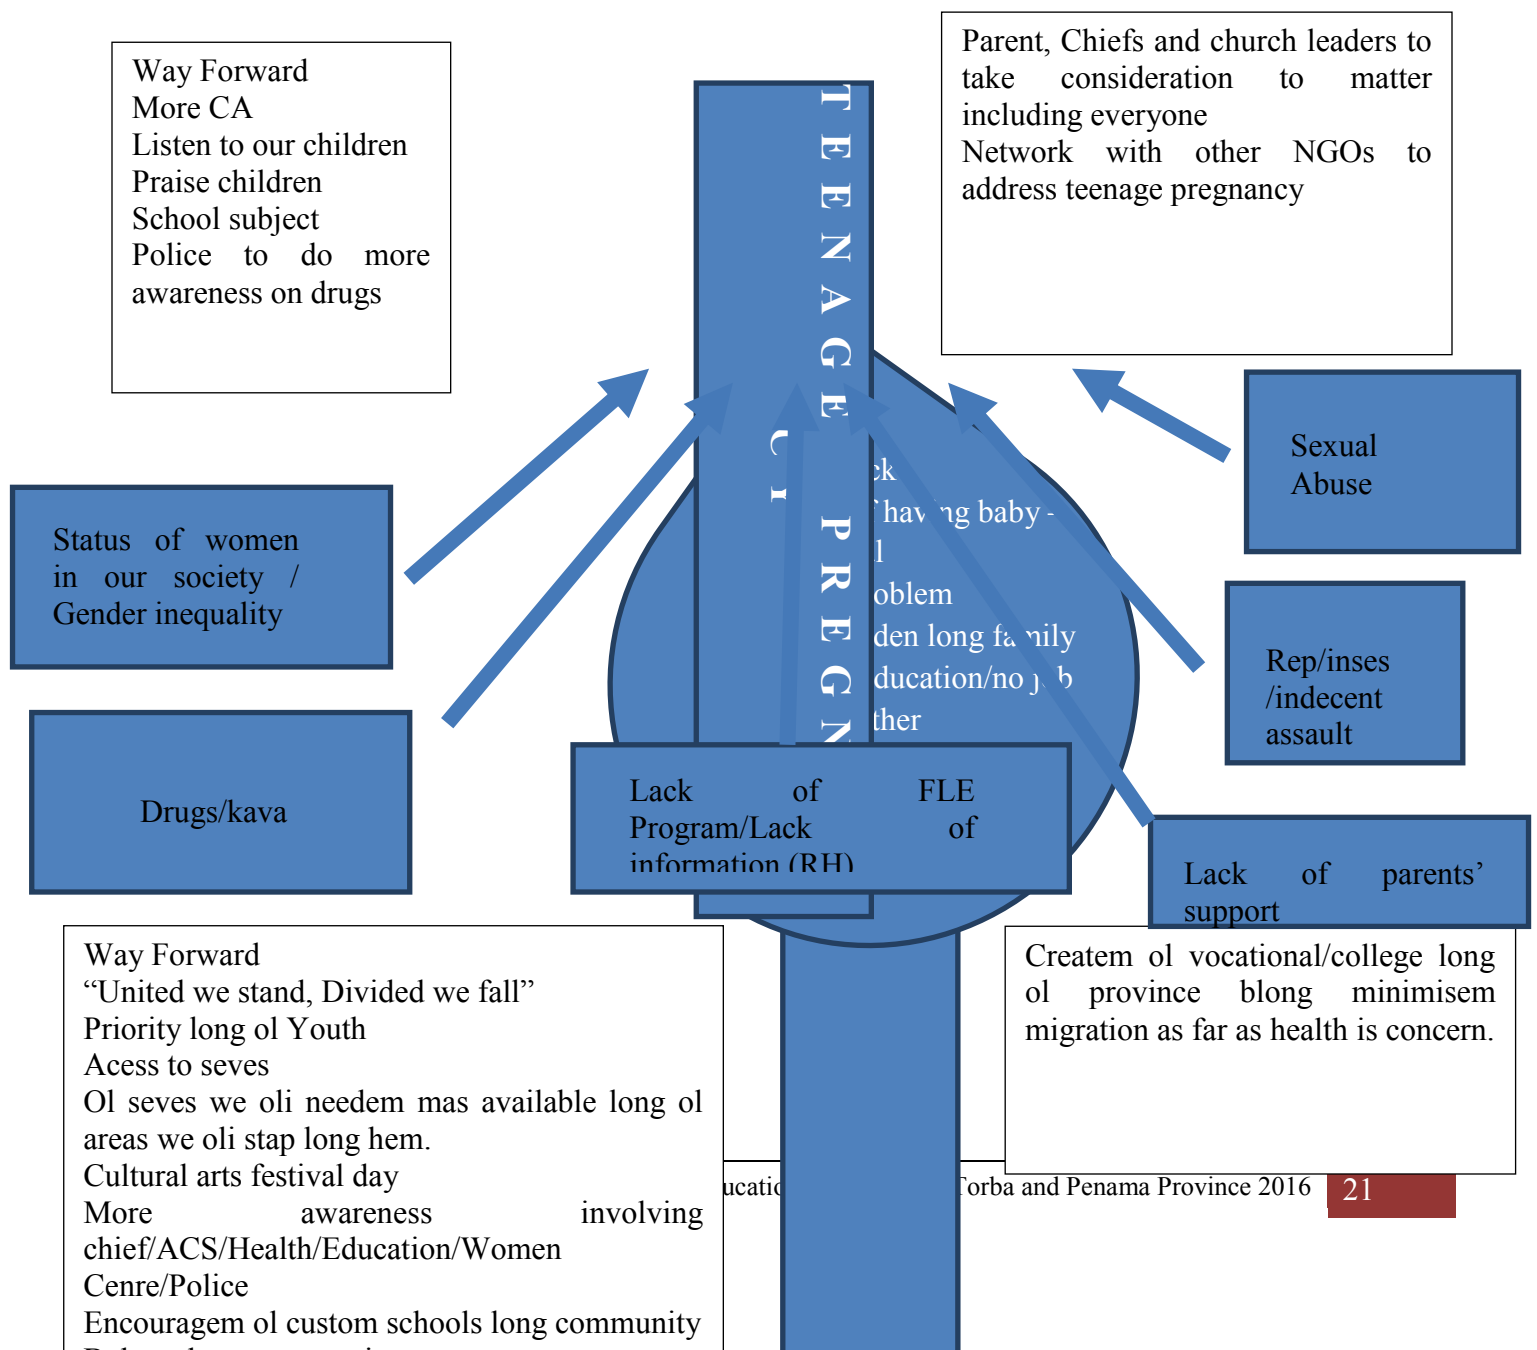 Way Forward
More CA
Listen to our children
Praise children
School subject
Police to do more
awareness on drugs
Parent, Chiefs and church leaders to
take consideration to matter
including everyone
Network with other NGOs to
address teenage pregnancy
TEENAGE PREGN
having baby -
oblem
den long family
ducation/no job
ther
Sexual
Abuse
Status of women
in our society /
Gender inequality
Rep/inses
/indecent
assault
Drugs/kava
Lack of FLE
Program/Lack of
information (RH)
Lack of parents’
support
Way Forward
“United we stand, Divided we fall”
Priority long ol Youth
Acess to seves
Ol seves we oli needem mas available long ol
areas we oli stap long hem.
Cultural arts festival day
More awareness involving
chief/ACS/Health/Education/Women
Cenre/Police
Encouragem ol custom schools long community
Createm ol vocational/college long
ol province blong minimisem
migration as far as health is concern.
ucatio Torba and Penama Province 2016 21